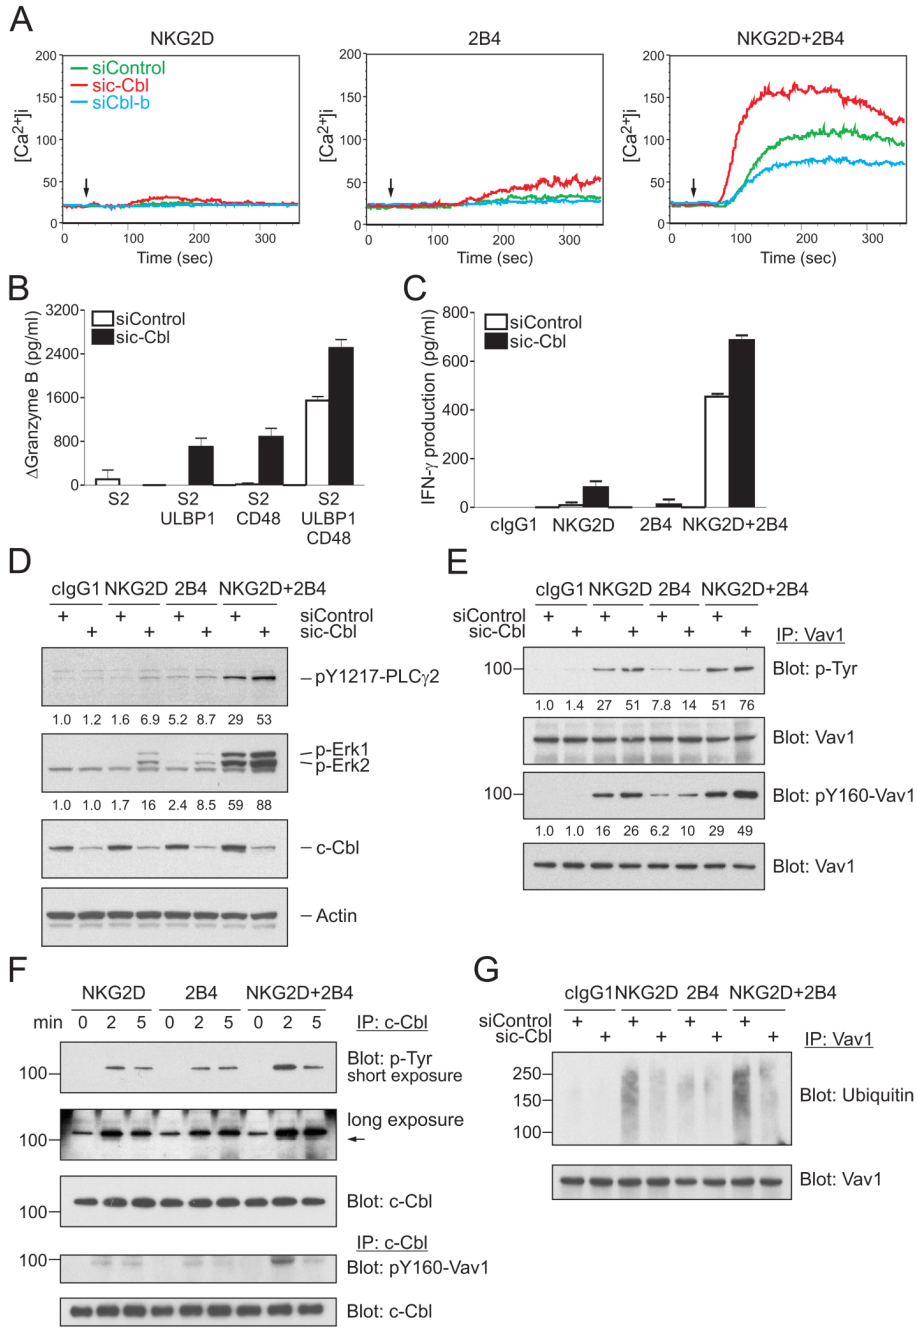 A
NKG2D
2B4
NKG2D+2B4
siControl
sic-Cbl
siCbl-b
[Ca²⁺]i
200
150
100
50
0
0 100 200 300
Time (sec)
[Ca²⁺]i
200
150
100
50
0
0 100 200 300
Time (sec)
[Ca²⁺]i
200
150
100
50
0
0 100 200 300
Time (sec)
B
ΔGranzyme B (pg/ml)
3200
2400
1600
800
0
siControl
sic-Cbl
S2 S2 S2 S2
ULBP1 CD48 ULBP1
CD48
C
IFN-γ production (pg/ml)
800
600
400
200
0
siControl
sic-Cbl
cIgG1 NKG2D 2B4 NKG2D+2B4
D
cIgG1 NKG2D 2B4 NKG2D+2B4
+ + + + siControl
+ + + + sic-Cbl
pY1217-PLCγ2
1.0 1.2 1.6 6.9 5.2 8.7 29 53
p-Erk1
p-Erk2
1.0 1.0 1.7 16 2.4 8.5 59 88
c-Cbl
Actin
E
cIgG1 NKG2D 2B4 NKG2D+2B4
siControl + + + +
sic-Cbl + + + + IP: Vav1
100 Blot: p-Tyr
1.0 1.4 27 51 7.8 14 51 76
Blot: Vav1
100 Blot: pY160-Vav1
1.0 1.0 16 26 6.2 10 29 49
Blot: Vav1
F
NKG2D 2B4 NKG2D+2B4
min 0 2 5 0 2 5 0 2 5 IP: c-Cbl
100 Blot: p-Tyr
short exposure
long exposure
100
Blot: c-Cbl
100
IP: c-Cbl
100 Blot: pY160-Vav1
Blot: c-Cbl
G
cIgG1 NKG2D 2B4 NKG2D+2B4
siControl + + + +
sic-Cbl + + + + IP: Vav1
250
150 Blot: Ubiquitin
100
Blot: Vav1